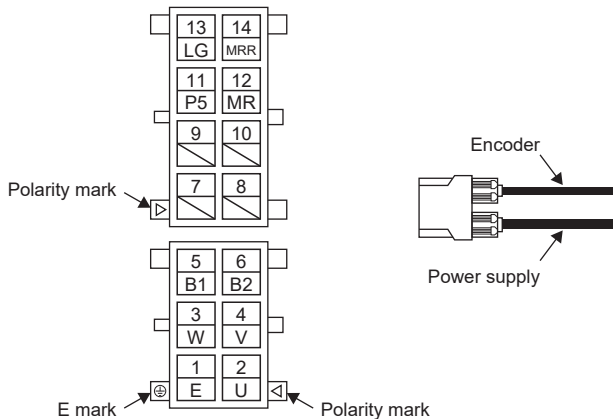 13 14
LG MRR
11 12
P5 MR
9 10
Polarity mark
7 8
Encoder
Power supply
5 6
B1 B2
3 4
W V
1 2
E U
E mark
Polarity mark